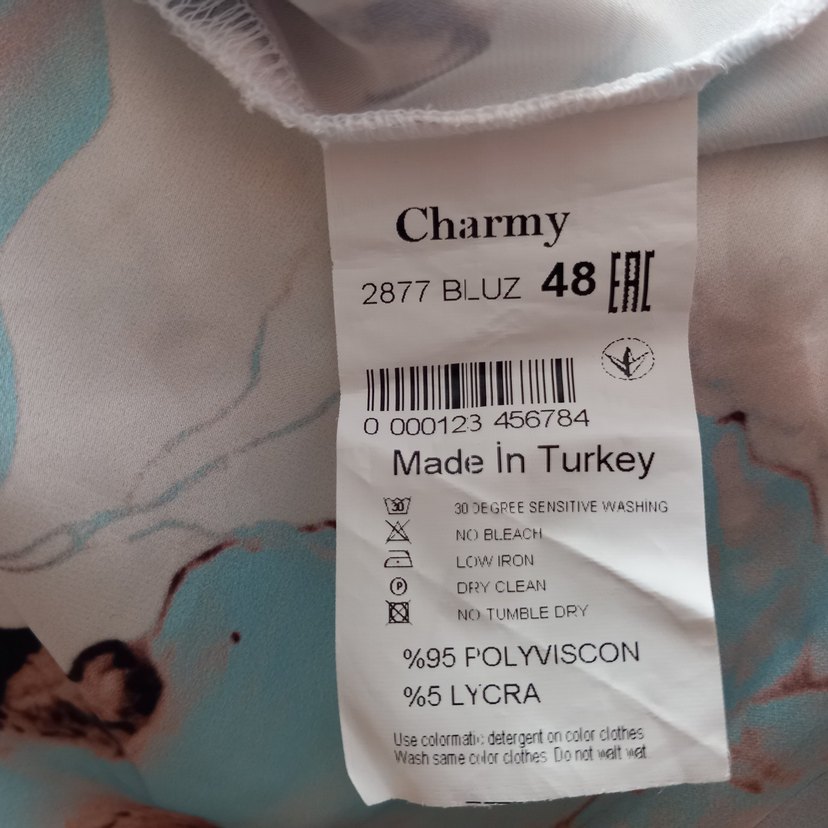 Charmy
2877 BLUZ 48 EAC
0 000123 456784
Made İn Turkey
30
30 DEGREE SENSITIVE WASHING
NO BLEACH
LOW IRON
P
DRY CLEAN
NO TUMBLE DRY
%95 POLYVISCON
%5 LYCRA
Use colormatic detergent on color clothes
Wash same color clothes. Do not wait wet.